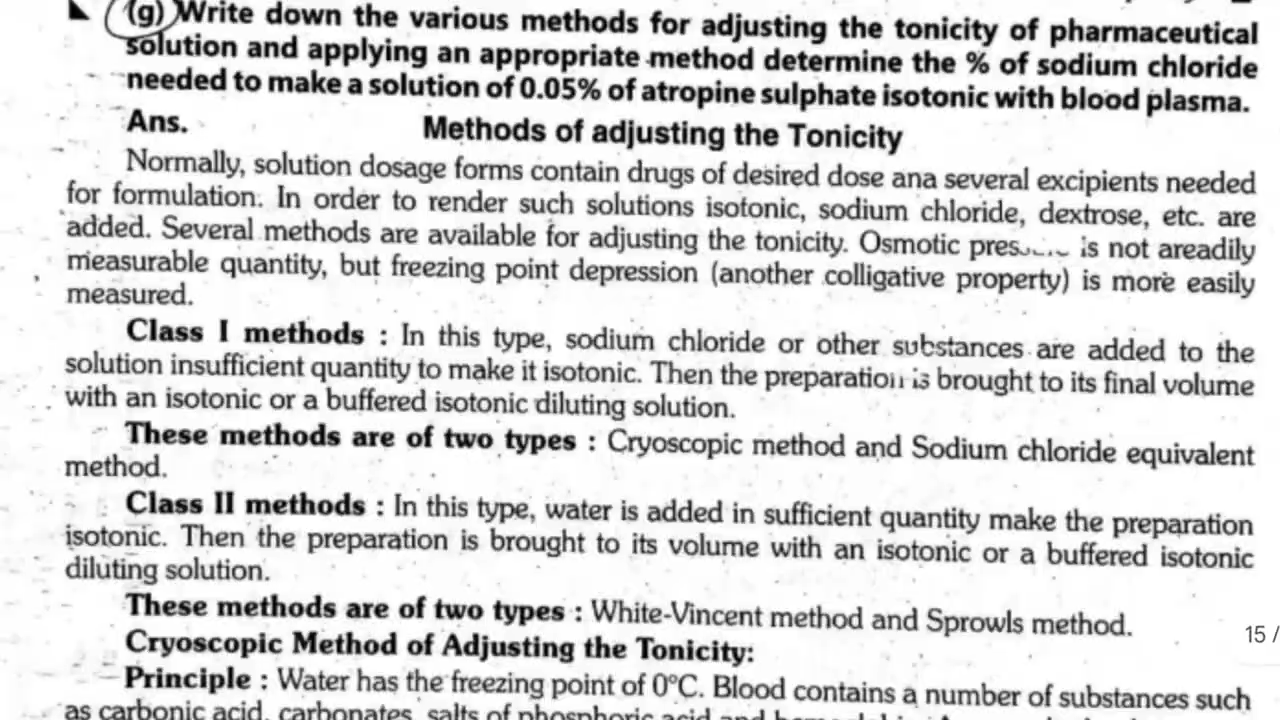 (g) Write down the various methods for adjusting the tonicity of pharmaceutical
solution and applying an appropriate method determine the % of sodium chloride
needed to make a solution of 0.05% of atropine sulphate isotonic with blood plasma.
Ans. Methods of adjusting the Tonicity
Normally, solution dosage forms contain drugs of desired dose ana several excipients needed
for formulation. In order to render such solutions isotonic, sodium chloride, dextrose, etc. are
added. Several methods are available for adjusting the tonicity. Osmotic is not areadily
measurable quantity, but freezing point depression (another colligative property) is more easily
measured.
Class I methods : In this type, sodium chloride or other substances are added to the
solution insufficient quantity to make it isotonic. Then the preparation is brought to its final volume
with an isotonic or a buffered isotonic diluting solution.
These methods are of two types : Cryoscopic method and Sodium chloride equivalent
method.
Class II methods : In this type, water is added in sufficient quantity make the preparation
isotonic. Then the preparation is brought to its volume with an isotonic or a buffered isotonic
diluting solution.
These methods are of two types : White-Vincent method and Sprowls method.
15 /
Cryoscopic Method of Adjusting the Tonicity:
Principle : Water has the freezing point of 0°C. Blood contains a number of substances such
as carbonic acid, carbonates, salts of phosphoric acid and